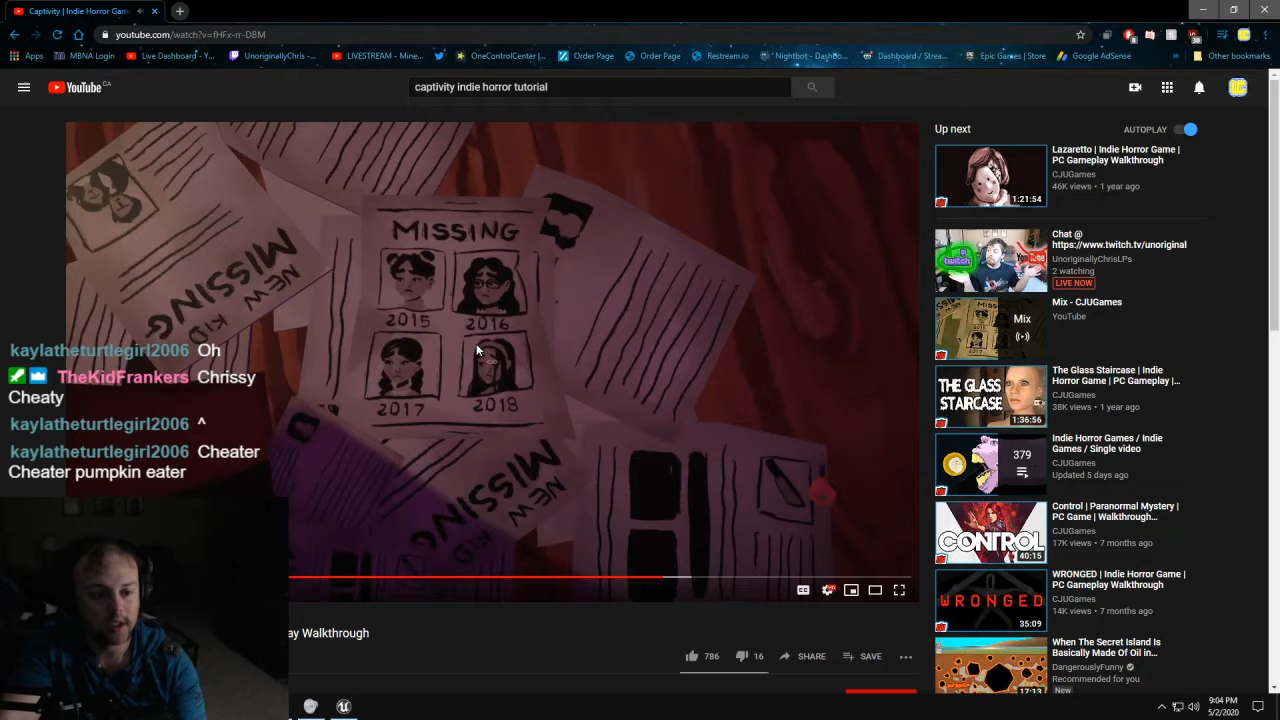 Captivity | Indie Horror Gam
youtube.com/watch?v=fHFx-rr-DBM
Apps MBNA Login Live Dashboard - Y... UnoriginallyChris -... LIVESTREAM - Mine... OneControlCenter |... Order Page Order Page Restream.io Nightbot - Dashbo... Dashboard / Strea... Epic Games | Store Google AdSense Other bookmarks
YouTube CA
captivity indie horror tutorial
MISSING
2015 2016
2017 2018
MISSING
NEW
KID
MISSING
NEW
kaylatheturtlegirl2006 Oh
TheKidFrankers Chrissy
Cheaty
kaylatheturtlegirl2006 ^
kaylatheturtlegirl2006 Cheater
Cheater pumpkin eater
CC
HD
ay Walkthrough
786 16 SHARE SAVE
Up next
AUTOPLAY
Lazaretto | Indie Horror Game |
PC Gameplay Walkthrough
CJUGames
46K views • 1 year ago
1:21:54
twitch
YouTube
Chat @
https://www.twitch.tv/unoriginal
UnoriginallyChrisLPs
2 watching
LIVE NOW
Mix
Mix - CJUGames
YouTube
THE GLASS
STAIRCASE
1:36:56
The Glass Staircase | Indie
Horror Game | PC Gameplay |...
CJUGames
38K views • 1 year ago
379
Indie Horror Games / Indie
Games / Single video
CJUGames
Updated 5 days ago
CONTROL
40:15
Control | Paranormal Mystery |
PC Game | Walkthrough...
CJUGames
17K views • 7 months ago
WRONGED
35:09
WRONGED | Indie Horror Game |
PC Gameplay Walkthrough
CJUGames
14K views • 7 months ago
17:13
When The Secret Island Is
Basically Made Of Oil in...
DangerouslyFunny
Recommended for you
New
9:04 PM
5/2/2020